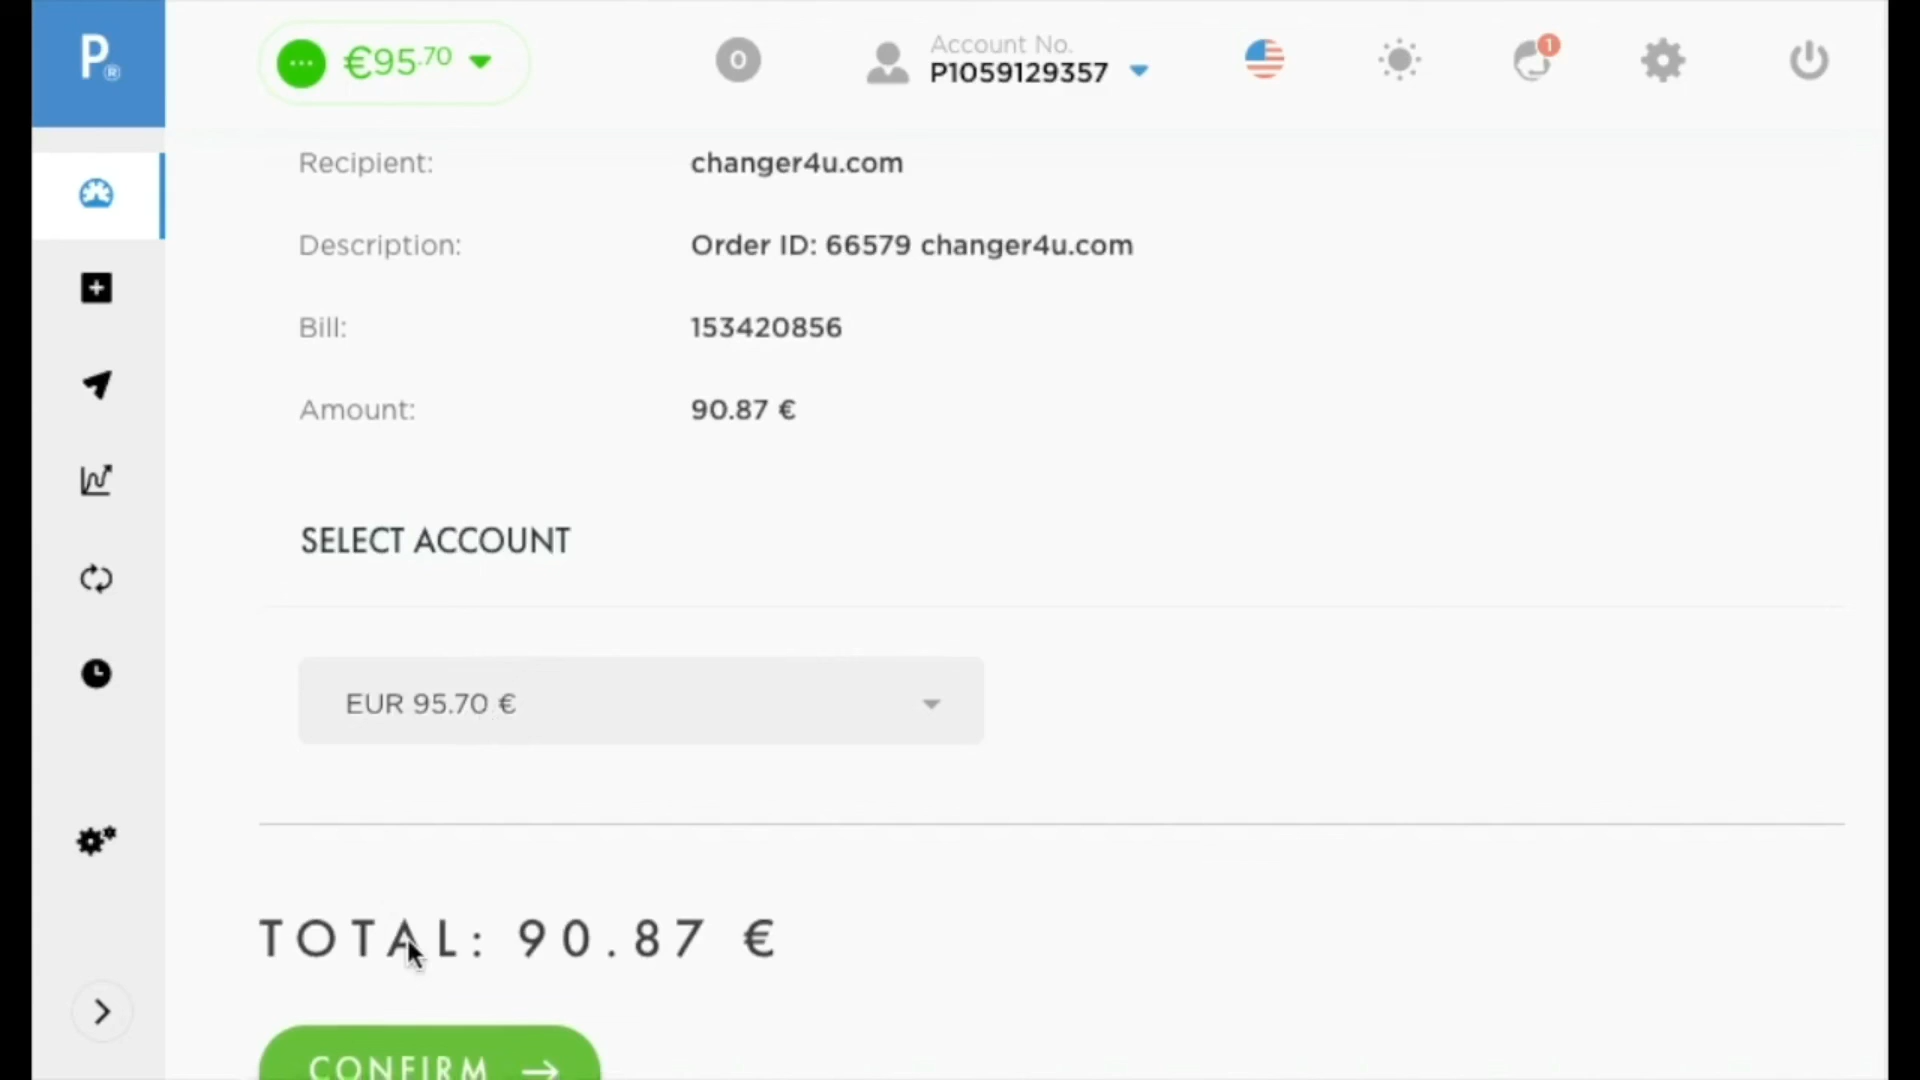 P®
€95.70
0
Account No.
P1059129357
1
Recipient:
changer4u.com
Description:
Order ID: 66579 changer4u.com
Bill:
153420856
Amount:
90.87 €
SELECT ACCOUNT
EUR 95.70 €
TOTAL: 90.87 €
CONFIRM